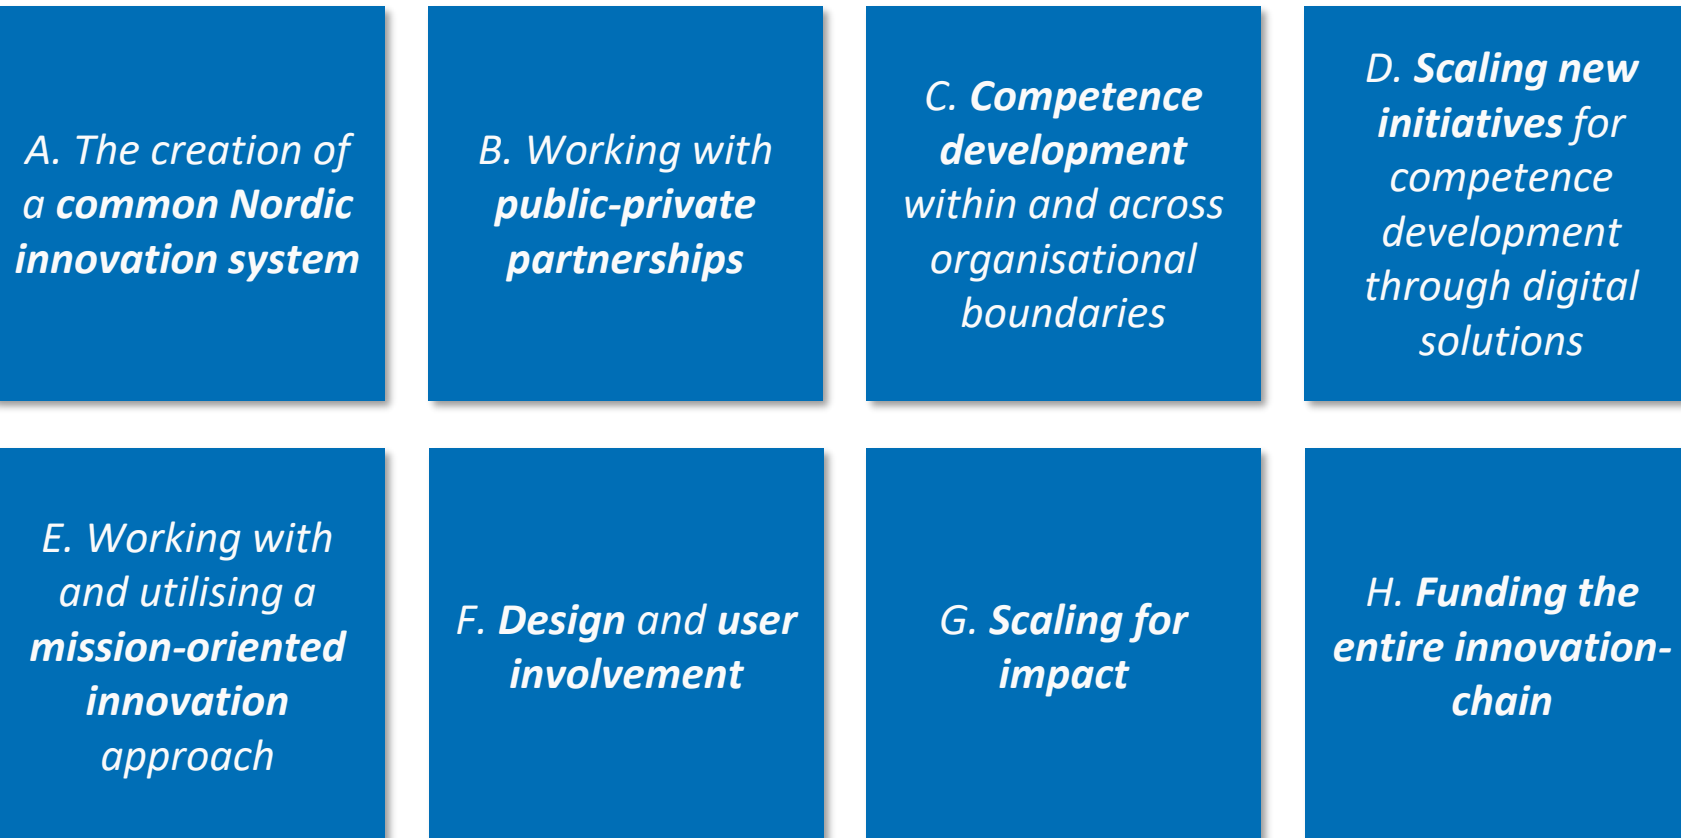 A. The creation of
a common Nordic
innovation system
B. Working with
public-private
partnerships
C. Competence
development
within and across
organisational
boundaries
D. Scaling new
initiatives for
competence
development
through digital
solutions
E. Working with
and utilising a
mission-oriented
innovation
approach
F. Design and user
involvement
G. Scaling for
impact
H. Funding the
entire innovation-
chain